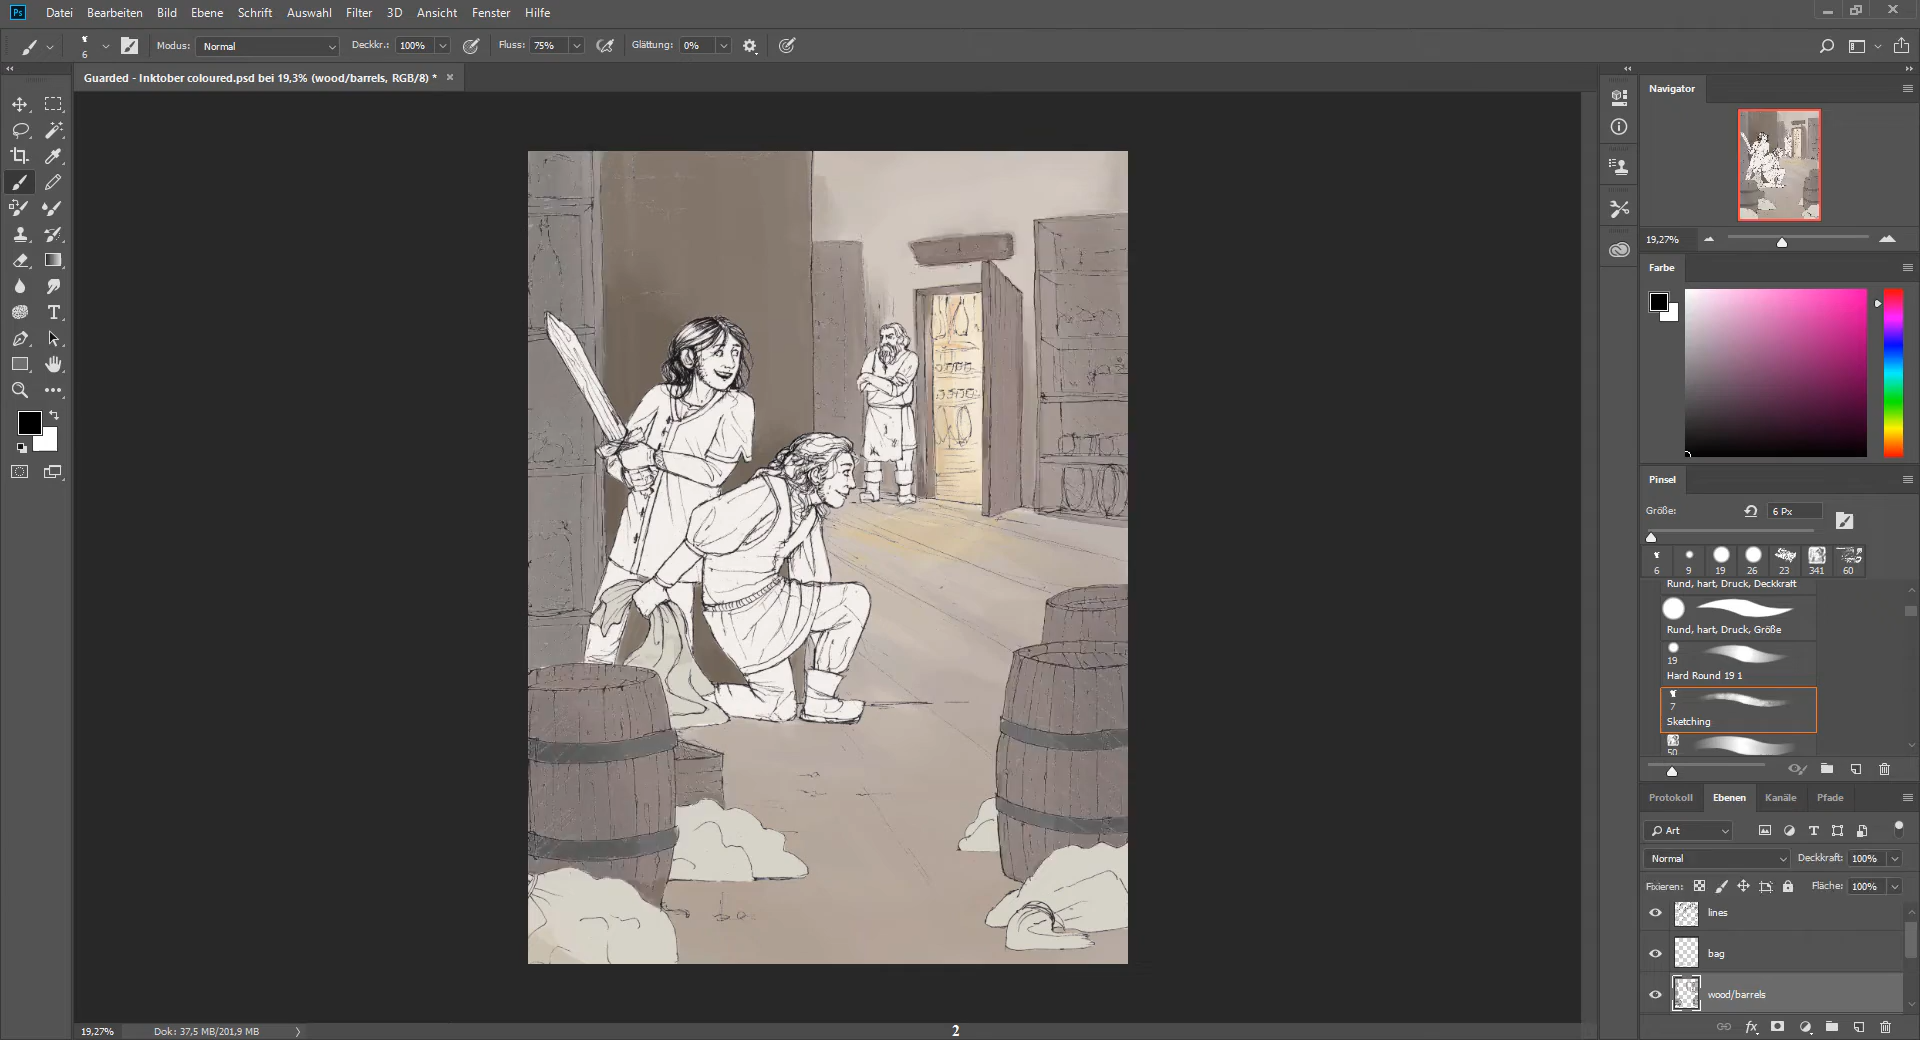 Ps Datei Bearbeiten Bild Ebene Schrift Auswahl Filter 3D Ansicht Fenster Hilfe
6 Modus: Normal Deckkr.: 100% Fluss: 75% Glättung: 0%
Guarded - Inktober coloured.psd bei 19,3% (wood/barrels, RGB/8) *
Navigator
19,27%
Farbe
Pinsel
Größe: 6 Px
6 9 19 26 23 341 60
Rund, hart, Druck, Deckkraft
Rund, hart, Druck, Größe
19
Hard Round 19 1
7
Sketching
50
Protokoll Ebenen Kanäle Pfade
Art
Normal Deckkraft: 100%
Fixieren: Fläche: 100%
lines
bag
wood/barrels
19,27% Dok: 37,5 MB/201,9 MB
2